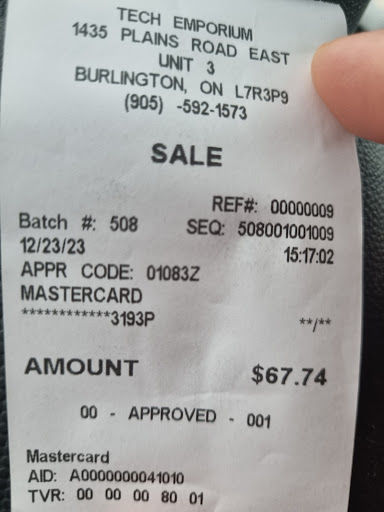 TECH EMPORIUM
1435 PLAINS ROAD EAST
UNIT 3
BURLINGTON, ON L7R3P9
(905) -592-1573
SALE
REF#: 00000009
Batch #: 508 SEQ: 508001001009
12/23/23 15:17:02
APPR CODE: 01083Z
MASTERCARD
************3193P **/**
AMOUNT $67.74
00 - APPROVED - 001
Mastercard
AID: A0000000041010
TVR: 00 00 00 80 01